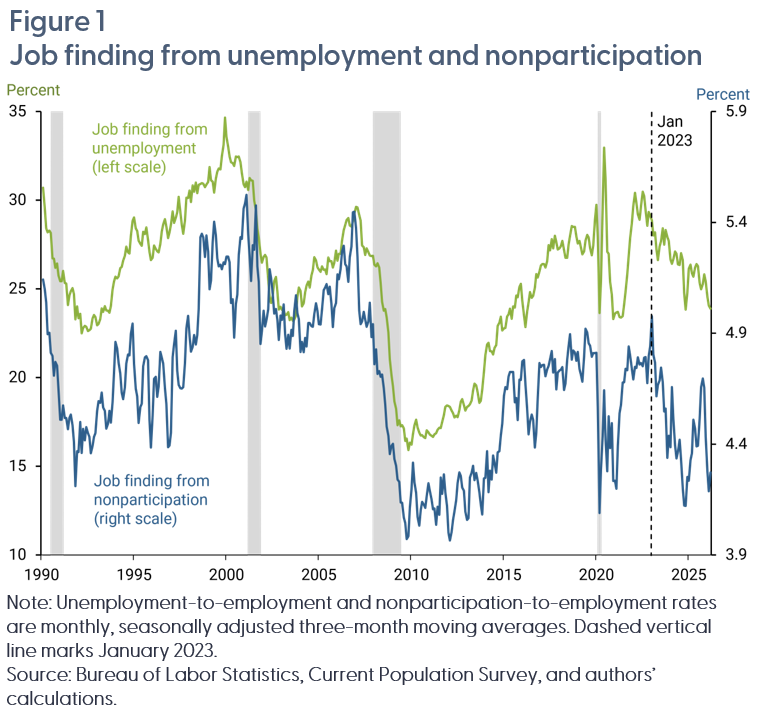 Figure 1
Job finding from unemployment and nonparticipation
Percent
Percent
35
5.9
Job finding from
unemployment
(left scale)
Jan
2023
30
5.4
25
4.9
20
4.4
15
Job finding from
nonparticipation
(right scale)
10
3.9
1990 1995 2000 2005 2010 2015 2020 2025
Note: Unemployment-to-employment and nonparticipation-to-employment rates
are monthly, seasonally adjusted three-month moving averages. Dashed vertical
line marks January 2023.
Source: Bureau of Labor Statistics, Current Population Survey, and authors’
calculations.